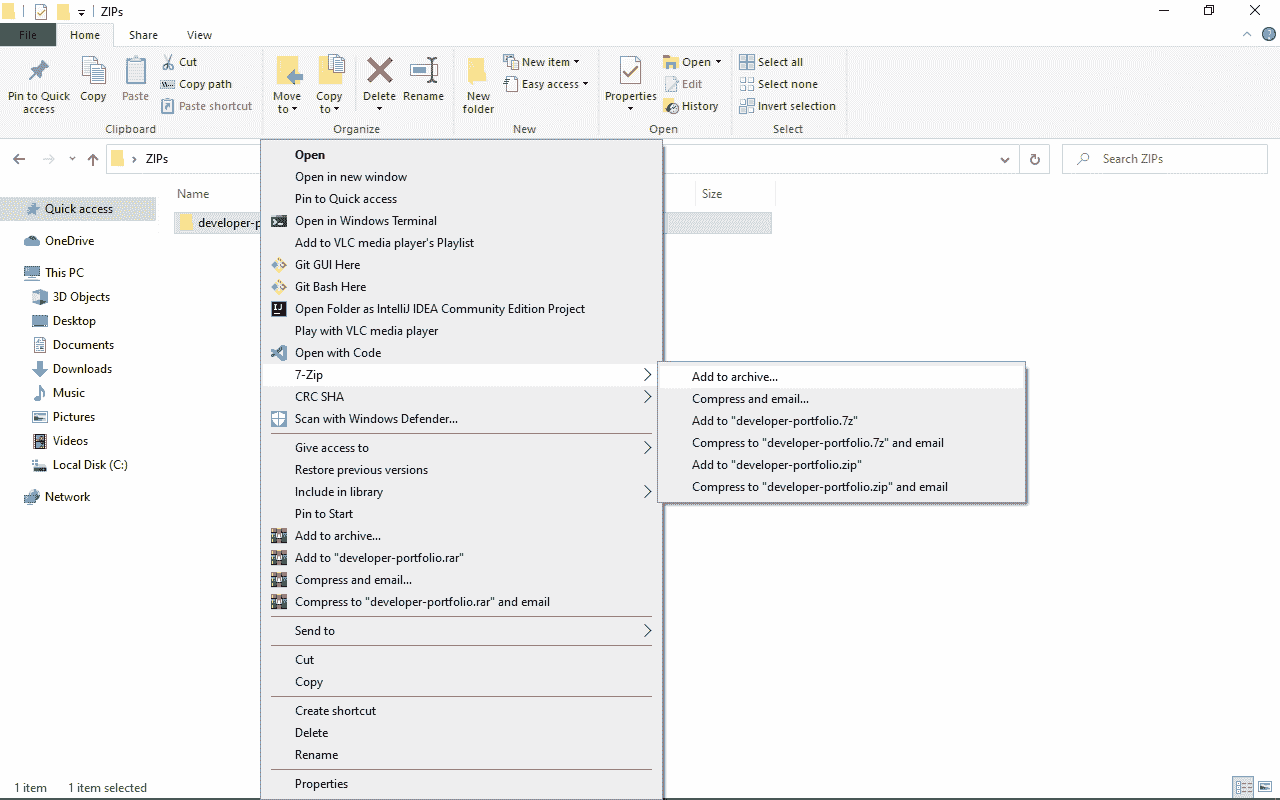 ZIPs
File Home Share View
Pin to Quick access
Copy
Paste
Cut
Copy path
Paste shortcut
Clipboard
Move to
Copy to
Delete
Rename
Organize
New folder
New item
Easy access
New
Properties
Open
Edit
History
Open
Select all
Select none
Invert selection
Select
ZIPs
Search ZIPs
Quick access
OneDrive
This PC
3D Objects
Desktop
Documents
Downloads
Music
Pictures
Videos
Local Disk (C:)
Network
Name
Size
developer-p
Open
Open in new window
Pin to Quick access
Open in Windows Terminal
Add to VLC media player's Playlist
Git GUI Here
Git Bash Here
Open Folder as IntelliJ IDEA Community Edition Project
Play with VLC media player
Open with Code
7-Zip
CRC SHA
Scan with Windows Defender...
Give access to
Restore previous versions
Include in library
Pin to Start
Add to archive...
Add to "developer-portfolio.rar"
Compress and email...
Compress to "developer-portfolio.rar" and email
Send to
Cut
Copy
Create shortcut
Delete
Rename
Properties
Add to archive...
Compress and email...
Add to "developer-portfolio.7z"
Compress to "developer-portfolio.7z" and email
Add to "developer-portfolio.zip"
Compress to "developer-portfolio.zip" and email
1 item 1 item selected